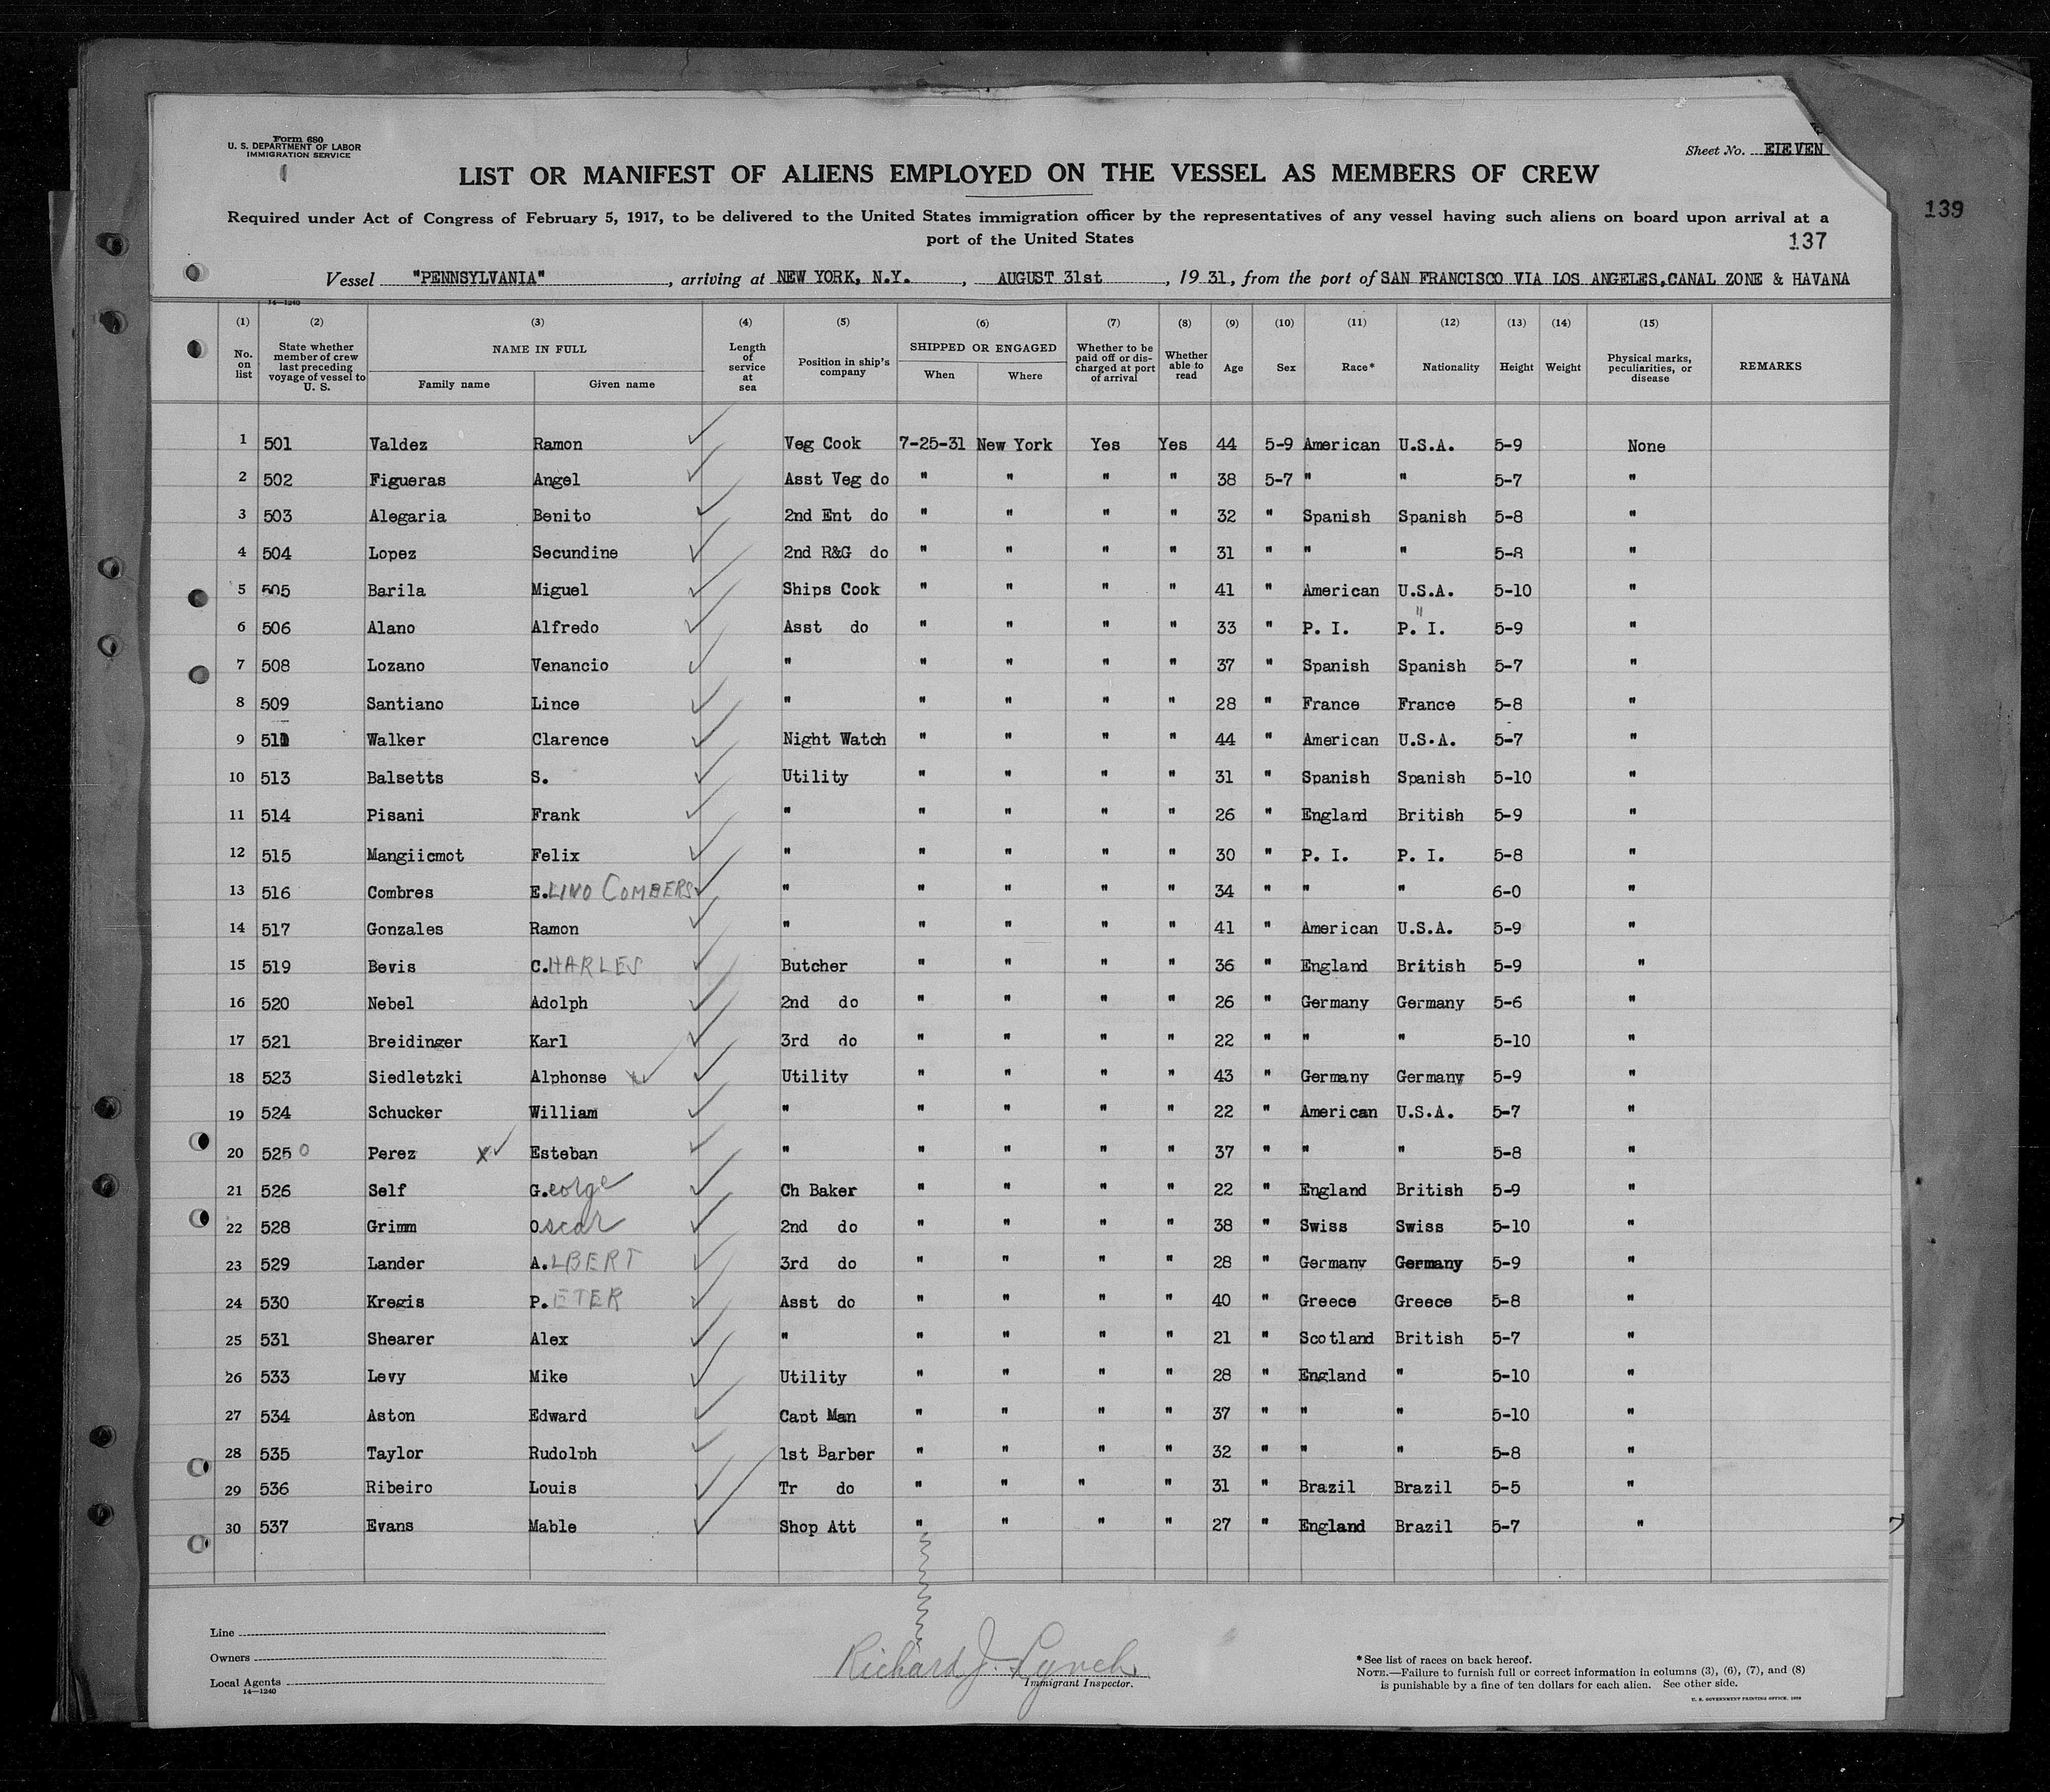 Form 680
U. S. DEPARTMENT OF LABOR
IMMIGRATION SERVICE
Sheet No. EIEVEN
LIST OR MANIFEST OF ALIENS EMPLOYED ON THE VESSEL AS MEMBERS OF CREW
139
Required under Act of Congress of February 5, 1917, to be delivered to the United States immigration officer by the representatives of any vessel having such aliens on board upon arrival at a
port of the United States
137
Vessel "PENNSYLVANIA", arriving at NEW YORK, N.Y., AUGUST 31st, 1931, from the port of SAN FRANCISCO VIA LOS ANGELES, CANAL ZONE & HAVANA
14—1240
(1) (2) (3) (4) (5) (6) (7) (8) (9) (10) (11) (12) (13) (14) (15)
No. on list State whether member of crew last preceding voyage of vessel to U. S. NAME IN FULL Family name Given name Length of service at sea Position in ship's company SHIPPED OR ENGAGED When Where Whether to be paid off or discharged at port of arrival Whether able to read Age Sex Race* Nationality Height Weight Physical marks, peculiarities, or disease REMARKS
1 501 Valdez Ramon ✓ Veg Cook 7-25-31 New York Yes Yes 44 5-9 American U.S.A. 5-9 None
2 502 Figueras Angel ✓ Asst Veg do " " " " 38 5-7 " " 5-7 "
3 503 Alegaria Benito ✓ 2nd Ent do " " " " 32 " Spanish Spanish 5-8 "
4 504 Lopez Secundine ✓ 2nd R&G do " " " " 31 " " " 5-8 "
5 505 Barila Miguel ✓ Ships Cook " " " " 41 " American U.S.A. 5-10 "
6 506 Alano Alfredo ✓ Asst do " " " " 33 " P. I. P. I. " 5-9 "
7 508 Lozano Venancio ✓ " " " " " 37 " Spanish Spanish 5-7 "
8 509 Santiano Lince ✓ " " " " " 28 " France France 5-8 "
9 511 Walker Clarence ✓ Night Watch " " " " 44 " American U.S.A. 5-7 "
10 513 Balsetts S. ✓ Utility " " " " 31 " Spanish Spanish 5-10 "
11 514 Pisani Frank ✓ " " " " " 26 " England British 5-9 "
12 515 Mangiicmot Felix ✓ " " " " " 30 " P. I. P. I. 5-8 "
13 516 Combres E.LINO COMBERS ✓ " " " " " 34 " " " 6-0 "
14 517 Gonzales Ramon ✓ " " " " " 41 " American U.S.A. 5-9 "
15 519 Bevis C.HARLES ✓ Butcher " " " " 36 " England British 5-9 "
16 520 Nebel Adolph ✓ 2nd do " " " " 26 " Germany Germany 5-6 "
17 521 Breidinger Karl ✓ 3rd do " " " " 22 " " " 5-10 "
18 523 Siedletzki Alphonse ✓ ✓ Utility " " " " 43 " Germany Germany 5-9 "
19 524 Schucker William ✓ " " " " " 22 " American U.S.A. 5-7 "
20 525 0 Perez x✓ Esteban ✓ " " " " " 37 " " " 5-8 "
21 526 Self G.eorge ✓ Ch Baker " " " " 22 " England British 5-9 "
22 528 Grimm Oscar ✓ 2nd do " " " " 38 " Swiss Swiss 5-10 "
23 529 Lander A.LBERT ✓ 3rd do " " " " 28 " Germany Germany 5-9 "
24 530 Kregis P.ETER ✓ Asst do " " " " 40 " Greece Greece 5-8 "
25 531 Shearer Alex ✓ " " " " " 21 " Scotland British 5-7 "
26 533 Levy Mike ✓ Utility " " " " 28 " England " 5-10 "
27 534 Aston Edward ✓ Capt Man " " " " 37 " " " 5-10 "
28 535 Taylor Rudolph ✓ 1st Barber " " " " 32 " " " 5-8 "
29 536 Ribeiro Louis ✓ Tr do " " " " 31 " Brazil Brazil 5-5 "
30 537 Evans Mable ✓ Shop Att " " " " 27 " England Brazil 5-7 "
Line
Owners
Local Agents
14—1240
Richard J. Lynch
Immigrant Inspector.
*See list of races on back hereof.
NOTE.—Failure to furnish full or correct information in columns (3), (6), (7), and (8)
is punishable by a fine of ten dollars for each alien. See other side.
U. S. GOVERNMENT PRINTING OFFICE, 1929